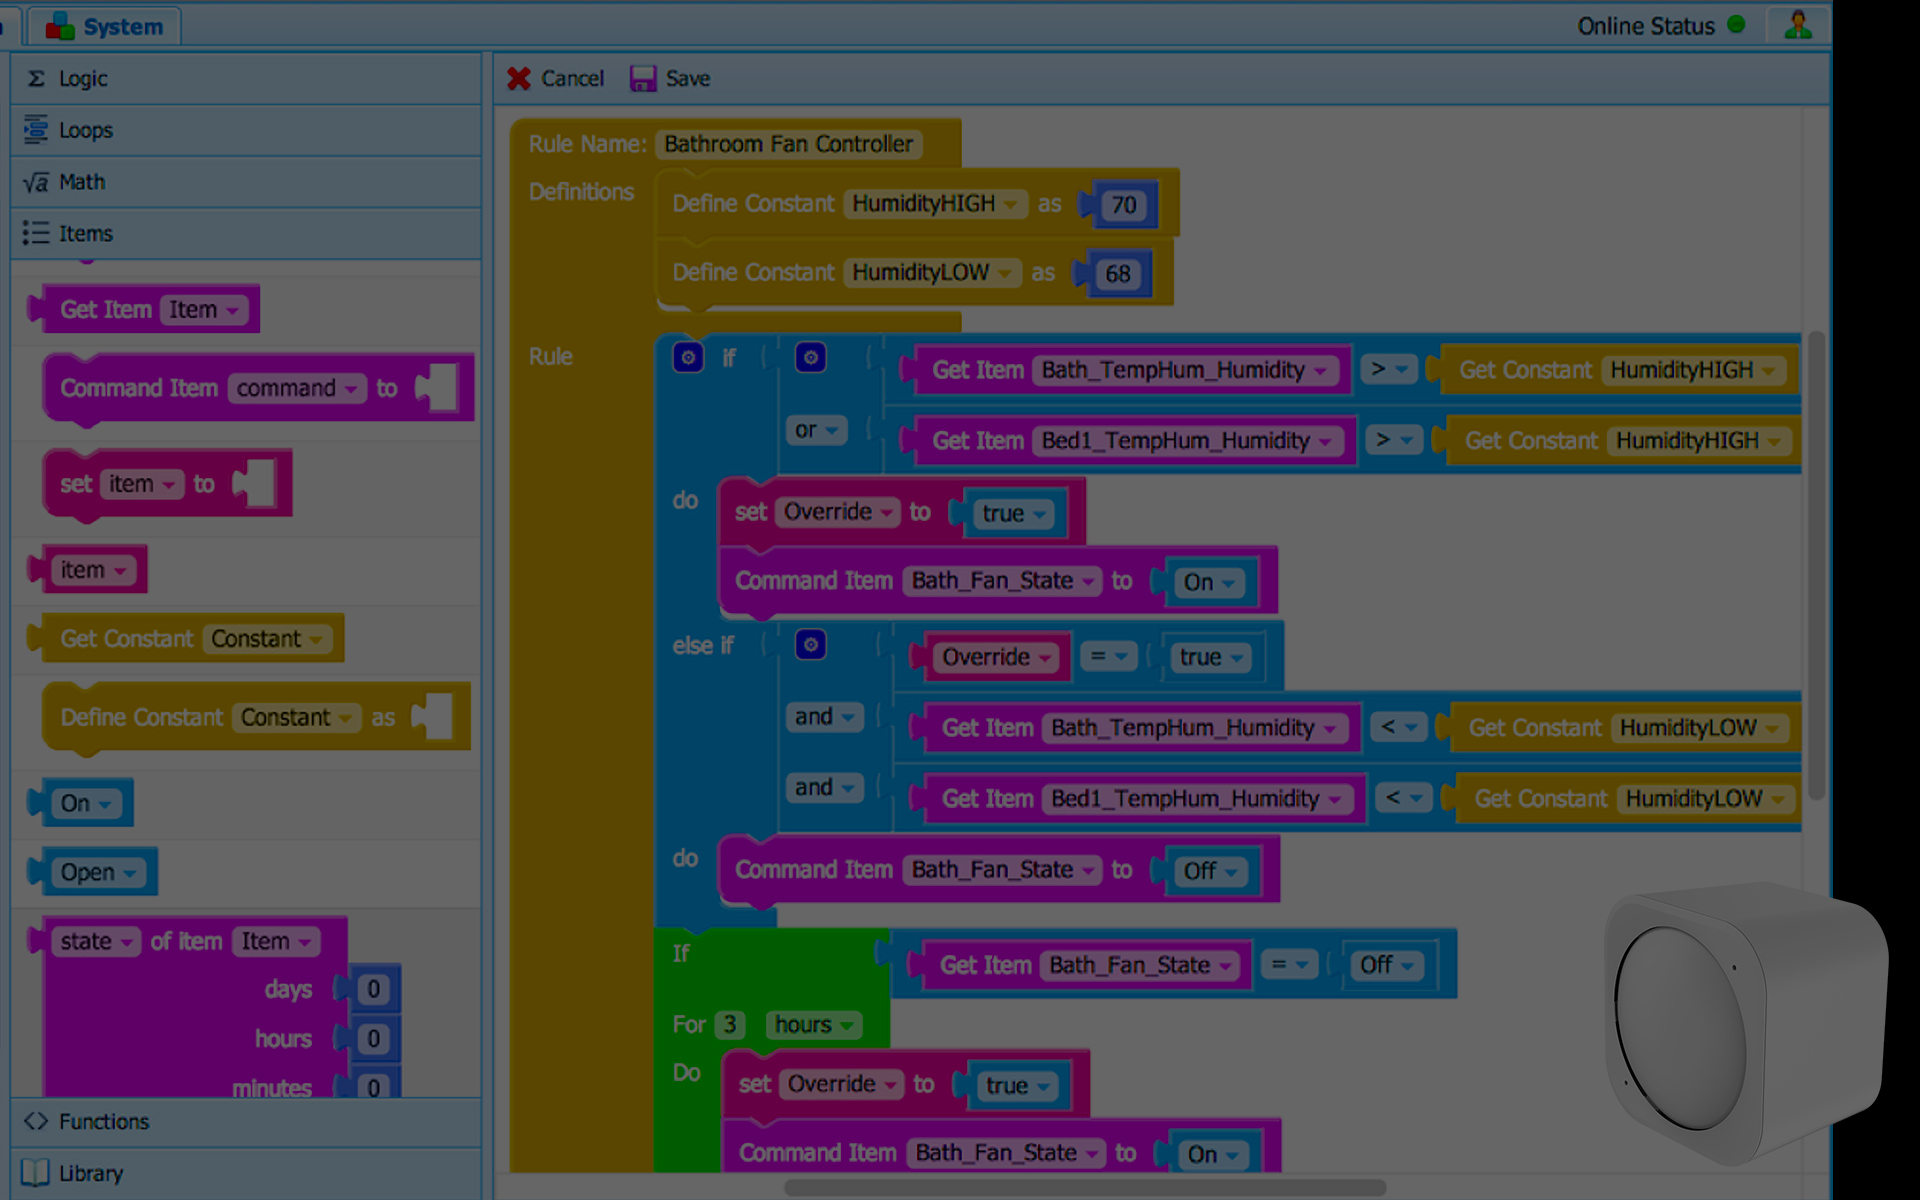 System
Online Status
Σ Logic
Loops
√a Math
Items
Get Item Item
Command Item command to
set item to
item
Get Constant Constant
Define Constant Constant as
On
Open
state of item Item
days 0
hours 0
minutes 0
<> Functions
Library
Cancel Save
Rule Name: Bathroom Fan Controller
Definitions
Define Constant HumidityHIGH as 70
Define Constant HumidityLOW as 68
Rule
if Get Item Bath_TempHum_Humidity > Get Constant HumidityHIGH
or Get Item Bed1_TempHum_Humidity > Get Constant HumidityHIGH
do set Override to true
Command Item Bath_Fan_State to On
else if Override = true
and Get Item Bath_TempHum_Humidity < Get Constant HumidityLOW
and Get Item Bed1_TempHum_Humidity < Get Constant HumidityLOW
do Command Item Bath_Fan_State to Off
If Get Item Bath_Fan_State = Off
For 3 hours
Do set Override to true
Command Item Bath_Fan_State to On